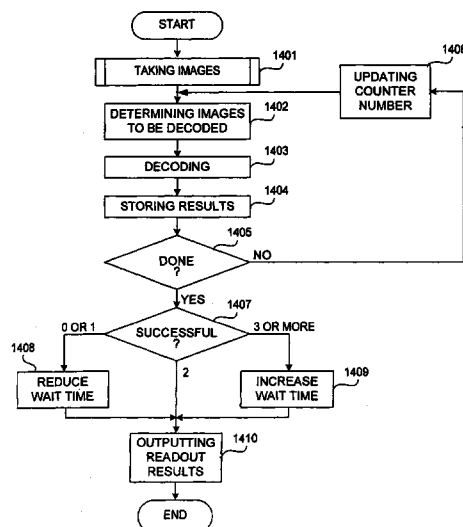 START
TAKING IMAGES
1401
UPDATING
COUNTER
NUMBER
1406
DETERMINING IMAGES
TO BE DECODED
1402
DECODING
1403
STORING RESULTS
1404
DONE
?
1405
NO
YES
SUCCESSFUL
?
1407
0 OR 1
3 OR MORE
2
REDUCE
WAIT TIME
1408
INCREASE
WAIT TIME
1409
OUTPUTTING
READOUT
RESULTS
1410
END